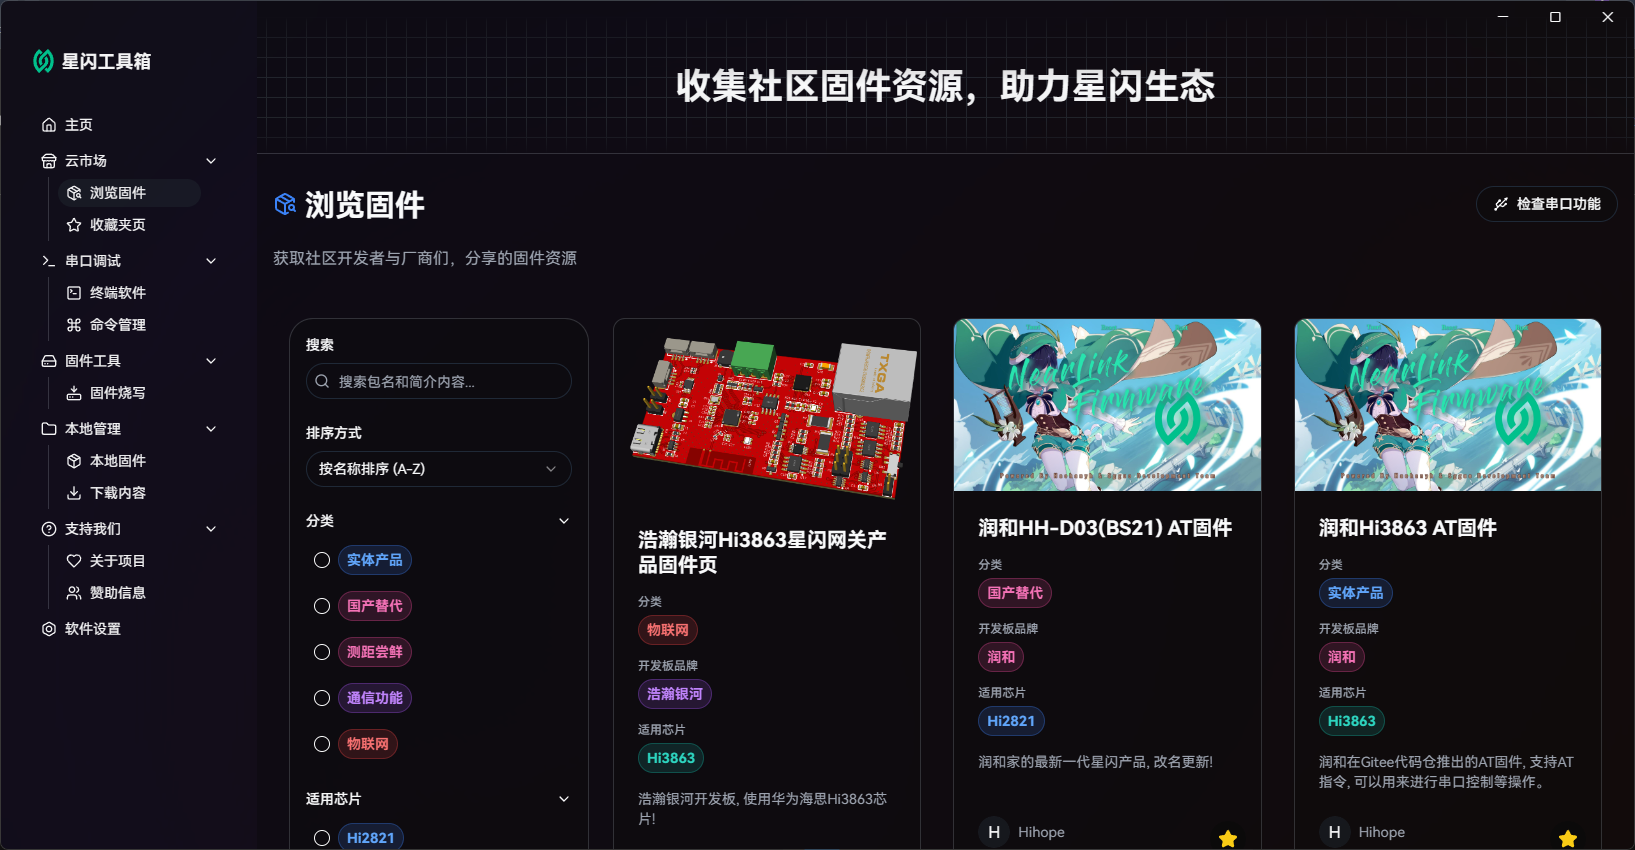 星闪工具箱
主页
云市场
浏览固件
收藏夹页
串口调试
终端软件
命令管理
固件工具
固件烧写
本地管理
本地固件
下载内容
支持我们
关于项目
赞助信息
软件设置
收集社区固件资源，助力星闪生态
浏览固件
检查串口功能
获取社区开发者与厂商们，分享的固件资源
搜索
搜索包名和简介内容...
排序方式
按名称排序 (A-Z)
分类
实体产品
国产替代
测距尝鲜
通信功能
物联网
适用芯片
Hi2821
TXGA
浩瀚银河Hi3863星闪网关产
品固件页
分类
物联网
开发板品牌
浩瀚银河
适用芯片
Hi3863
浩瀚银河开发板, 使用华为海思Hi3863芯
片!
NearLink
Firmware
润和HH-D03(BS21) AT固件
分类
国产替代
开发板品牌
润和
适用芯片
Hi2821
润和家的最新一代星闪产品, 改名更新!
H Hihope
NearLink
Firmware
润和Hi3863 AT固件
分类
实体产品
开发板品牌
润和
适用芯片
Hi3863
润和在Gitee代码仓推出的AT固件, 支持AT
指令, 可以用来进行串口控制等操作。
H Hihope